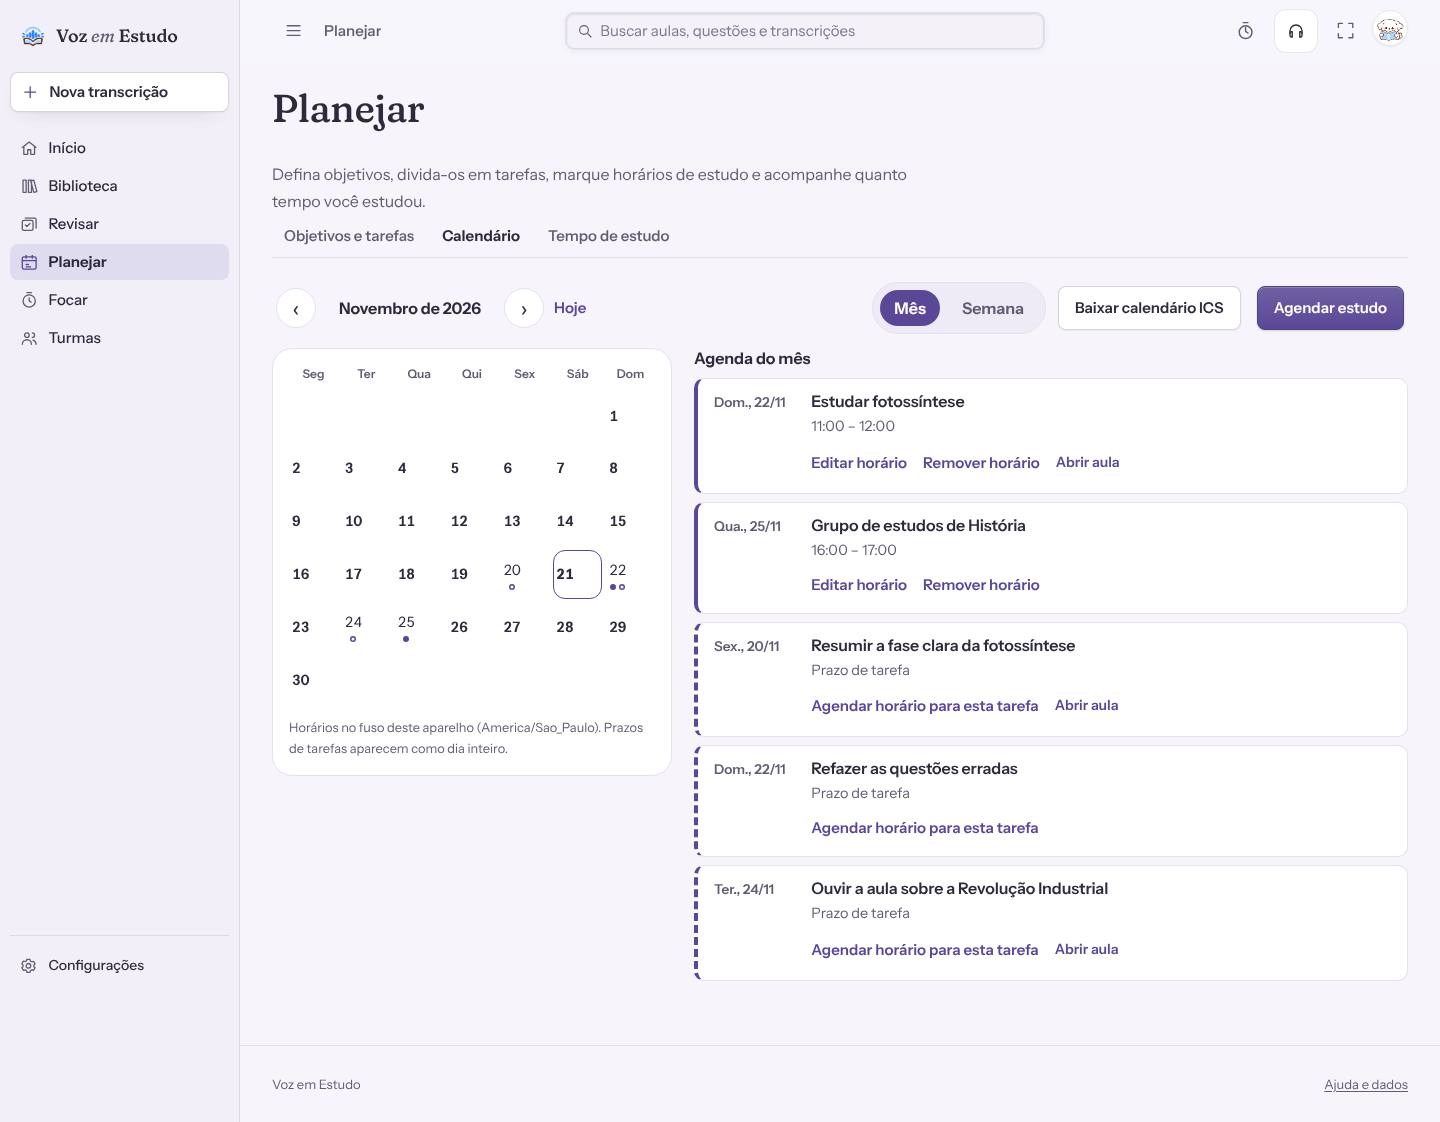 Voz em Estudo
Nova transcrição
Início
Biblioteca
Revisar
Planejar
Focar
Turmas
Configurações
Planejar
Buscar aulas, questões e transcrições
Planejar
Defina objetivos, divida-os em tarefas, marque horários de estudo e acompanhe quanto
tempo você estudou.
Objetivos e tarefas Calendário Tempo de estudo
‹ Novembro de 2026 › Hoje
Mês Semana Baixar calendário ICS Agendar estudo
Seg Ter Qua Qui Sex Sáb Dom
1
2 3 4 5 6 7 8
9 10 11 12 13 14 15
16 17 18 19 20 21 22
23 24 25 26 27 28 29
30
Horários no fuso deste aparelho (America/Sao_Paulo). Prazos
de tarefas aparecem como dia inteiro.
Agenda do mês
Dom., 22/11 Estudar fotossíntese
11:00 – 12:00
Editar horário Remover horário Abrir aula
Qua., 25/11 Grupo de estudos de História
16:00 – 17:00
Editar horário Remover horário
Sex., 20/11 Resumir a fase clara da fotossíntese
Prazo de tarefa
Agendar horário para esta tarefa Abrir aula
Dom., 22/11 Refazer as questões erradas
Prazo de tarefa
Agendar horário para esta tarefa
Ter., 24/11 Ouvir a aula sobre a Revolução Industrial
Prazo de tarefa
Agendar horário para esta tarefa Abrir aula
Voz em Estudo
Ajuda e dados